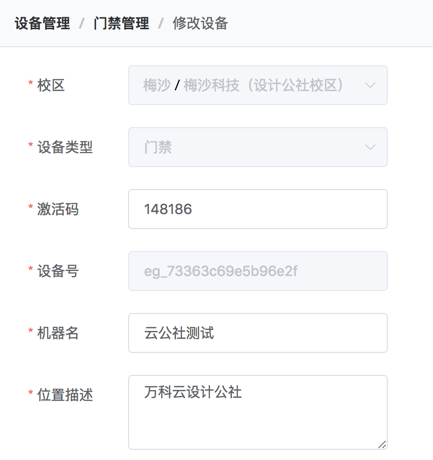 设备管理 / 门禁管理 / 修改设备
* 校区 梅沙 / 梅沙科技（设计公社校区）
* 设备类型 门禁
* 激活码 148186
* 设备号 eg_73363c69e5b96e2f
* 机器名 云公社测试
* 位置描述 万科云设计公社